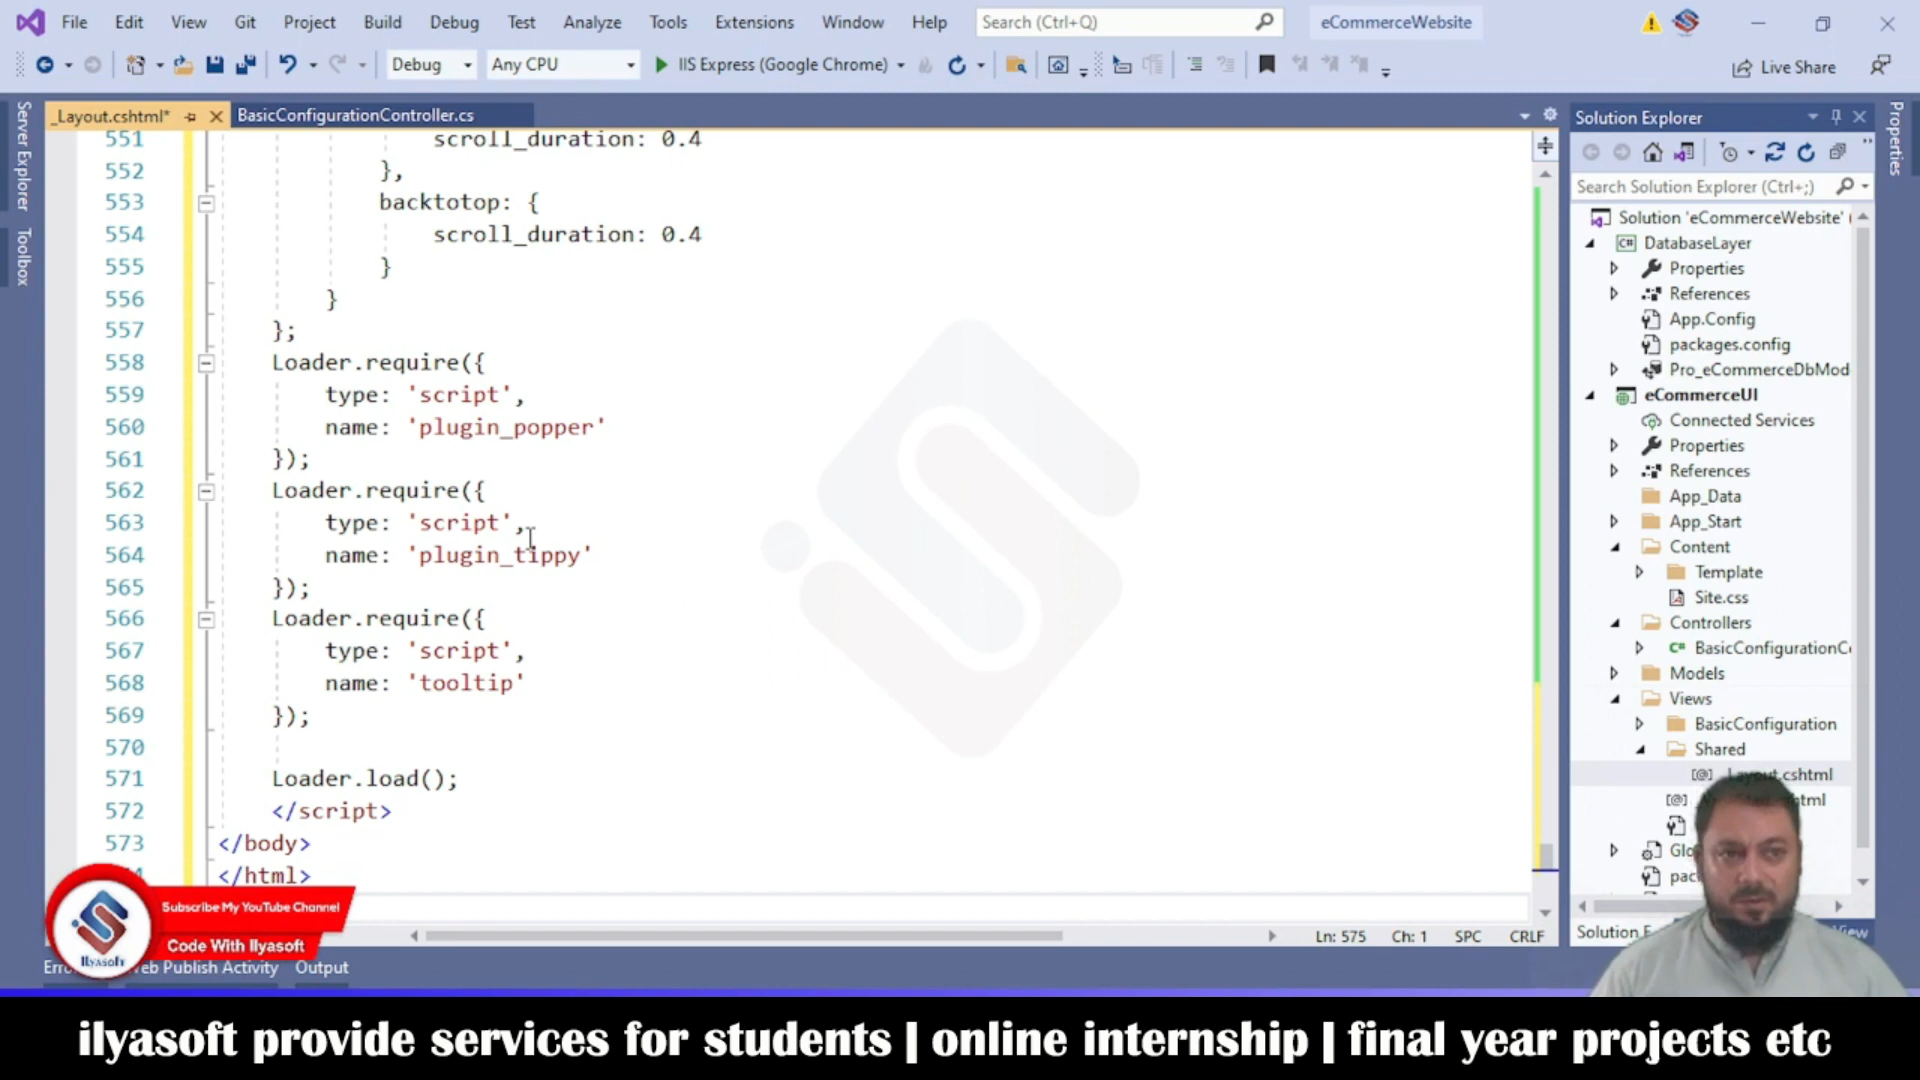 File Edit View Git Project Build Debug Test Analyze Tools Extensions Window Help Search (Ctrl+Q) eCommerceWebsite
Debug Any CPU IIS Express (Google Chrome) Live Share
Server Explorer
Toolbox
_Layout.cshtml* BasicConfigurationController.cs
551 scroll_duration: 0.4
552 },
553 backtotop: {
554 scroll_duration: 0.4
555 }
556 }
557 };
558 Loader.require({
559 type: 'script',
560 name: 'plugin_popper'
561 });
562 Loader.require({
563 type: 'script',
564 name: 'plugin_tippy'
565 });
566 Loader.require({
567 type: 'script',
568 name: 'tooltip'
569 });
570
571 Loader.load();
572 </script>
573 </body>
</html>
Ln: 575 Ch: 1 SPC CRLF
Web Publish Activity Output
Solution Explorer
Search Solution Explorer (Ctrl+;)
Solution 'eCommerceWebsite' (
DatabaseLayer
Properties
References
App.Config
packages.config
Pro_eCommerceDbMod
eCommerceUI
Connected Services
Properties
References
App_Data
App_Start
Content
Template
Site.css
Controllers
C# BasicConfigurationCo
Models
Views
BasicConfiguration
Shared
_Layout.cshtml
Properties
Subscribe My YouTube Channel
Code With Ilyasoft
Ilyasoft
ilyasoft provide services for students | online internship | final year projects etc